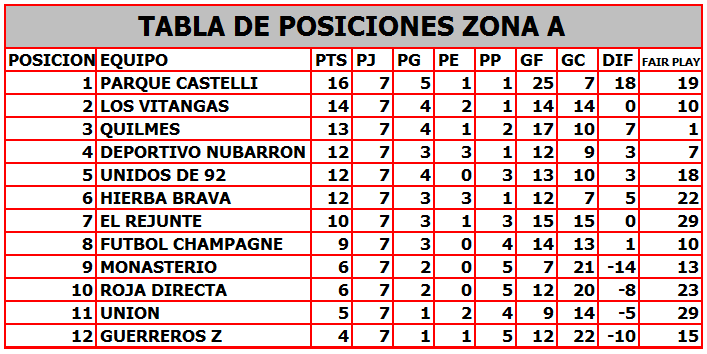 TABLA DE POSICIONES ZONA A
POSICION EQUIPO PTS PJ PG PE PP GF GC DIF FAIR PLAY
1 PARQUE CASTELLI 16 7 5 1 1 25 7 18 19
2 LOS VITANGAS 14 7 4 2 1 14 14 0 10
3 QUILMES 13 7 4 1 2 17 10 7 1
4 DEPORTIVO NUBARRON 12 7 3 3 1 12 9 3 7
5 UNIDOS DE 92 12 7 4 0 3 13 10 3 18
6 HIERBA BRAVA 12 7 3 3 1 12 7 5 22
7 EL REJUNTE 10 7 3 1 3 15 15 0 29
8 FUTBOL CHAMPAGNE 9 7 3 0 4 14 13 1 10
9 MONASTERIO 6 7 2 0 5 7 21 -14 13
10 ROJA DIRECTA 6 7 2 0 5 12 20 -8 23
11 UNION 5 7 1 2 4 9 14 -5 29
12 GUERREROS Z 4 7 1 1 5 12 22 -10 15